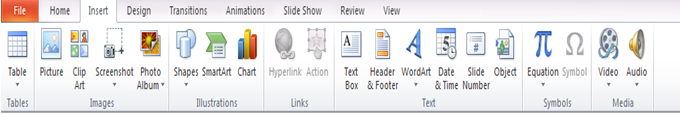 File Home Insert Design Transitions Animations Slide Show Review View
Table Picture Clip Art Screenshot Photo Album Shapes SmartArt Chart Hyperlink Action Text Box Header & Footer WordArt Date & Time Slide Number Object Equation Symbol Video Audio
Tables Images Illustrations Links Text Symbols Media